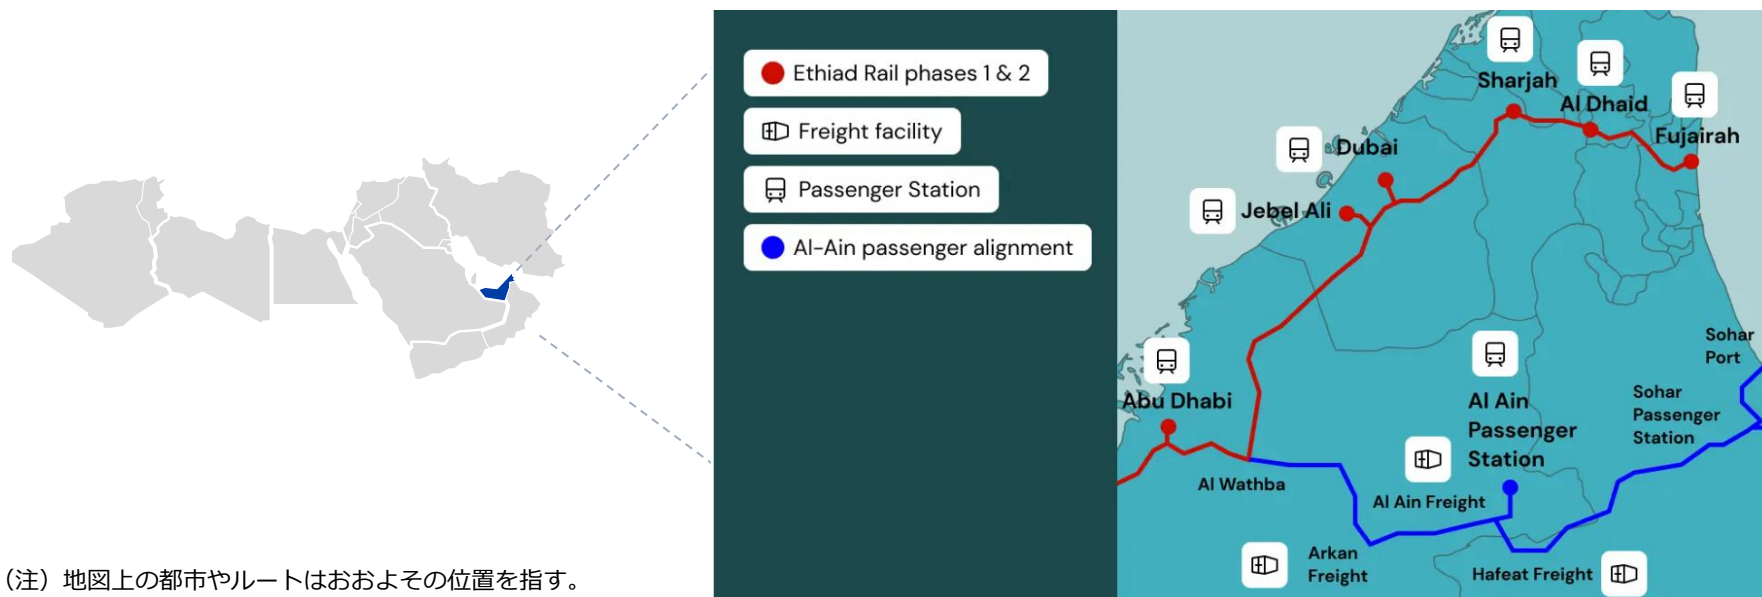 Ethiad Rail phases 1 & 2
Freight facility
Passenger Station
Al-Ain passenger alignment
Sharjah
Al Dhaid
Fujairah
Dubai
Jebel Ali
Abu Dhabi
Al Wathba
Al Ain
Passenger
Station
Al Ain Freight
Sohar
Port
Sohar
Passenger
Station
Arkan
Freight
Hafeat Freight
（注）地図上の都市やルートはおおよその位置を指す。